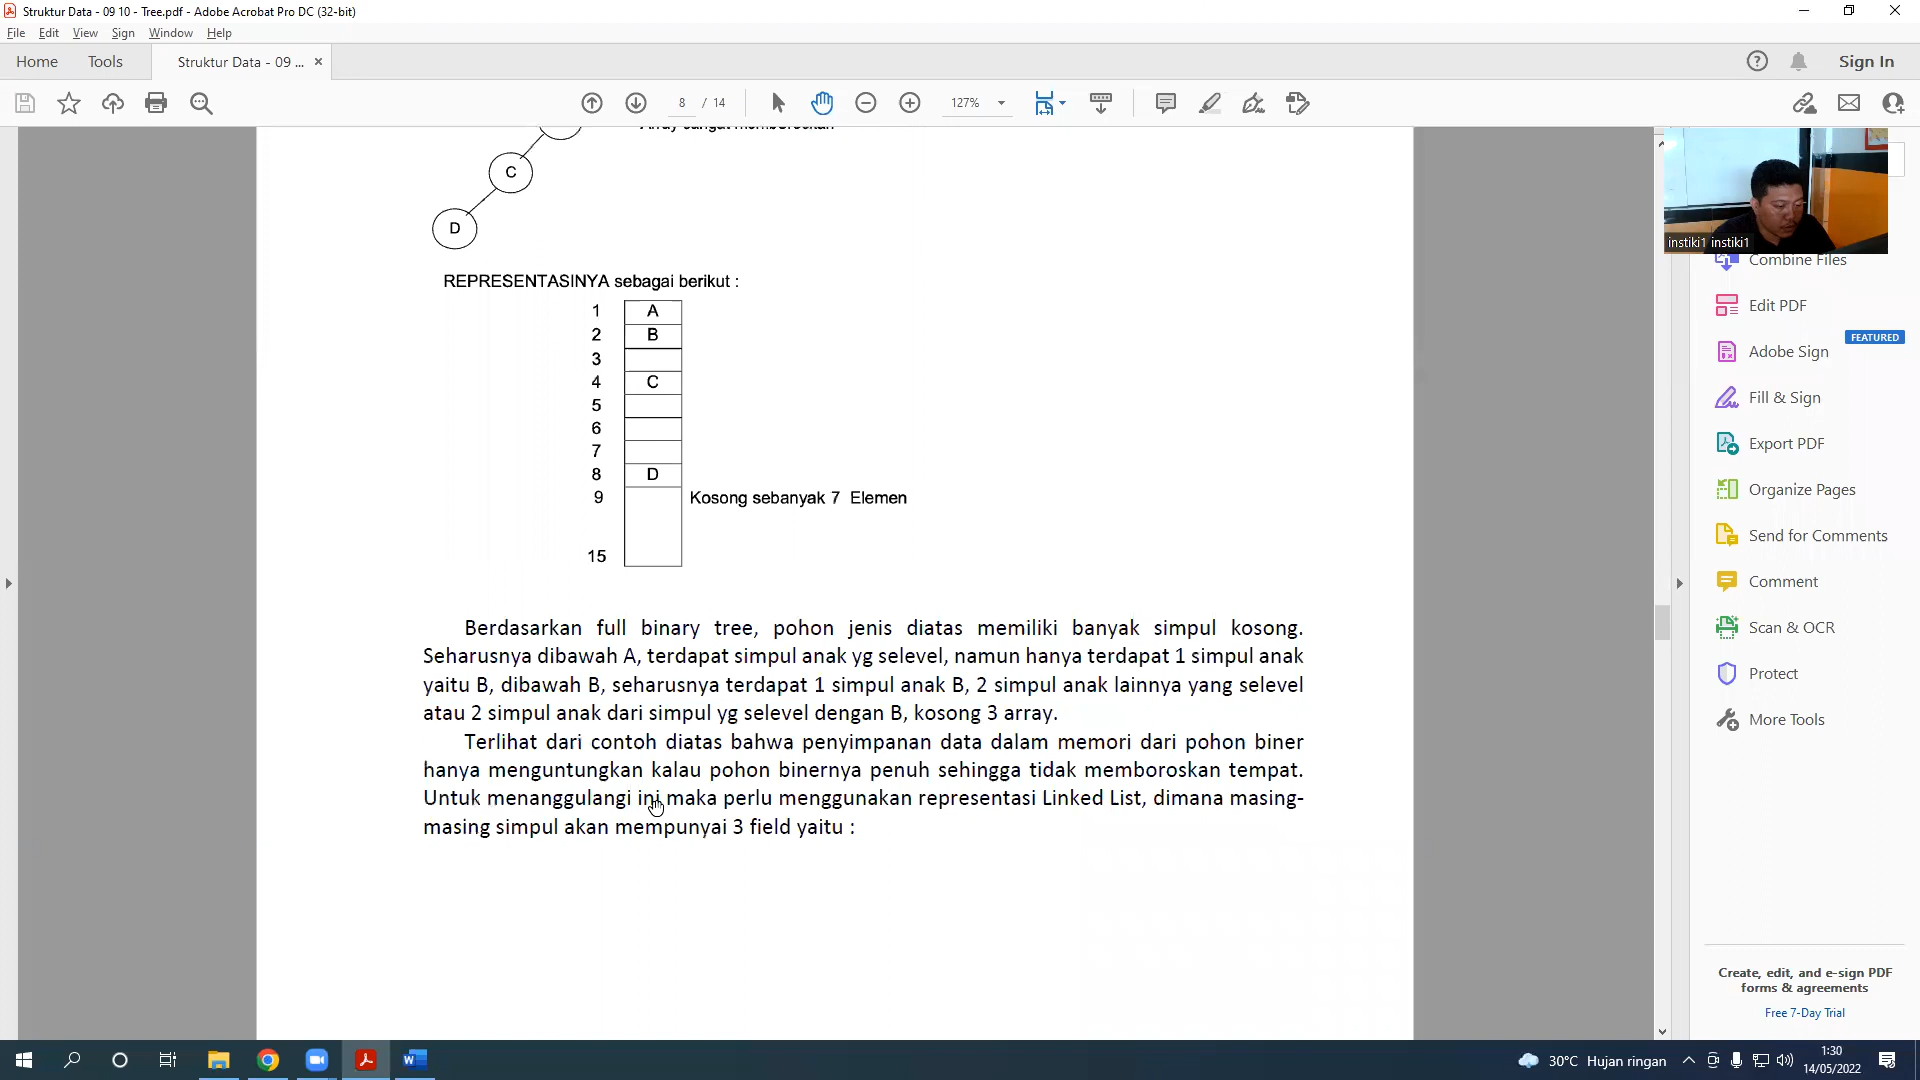 Struktur Data - 09 10 - Tree.pdf - Adobe Acrobat Pro DC (32-bit)
File Edit View Sign Window Help
Home Tools Struktur Data - 09 ... × Sign In
8 / 14 127%
Array sangat memboroskan
C
D
REPRESENTASINYA sebagai berikut :
1 A
2 B
3
4 C
5
6
7
8 D
9 Kosong sebanyak 7 Elemen
15
Berdasarkan full binary tree, pohon jenis diatas memiliki banyak simpul kosong.
Seharusnya dibawah A, terdapat simpul anak yg selevel, namun hanya terdapat 1 simpul anak
yaitu B, dibawah B, seharusnya terdapat 1 simpul anak B, 2 simpul anak lainnya yang selevel
atau 2 simpul anak dari simpul yg selevel dengan B, kosong 3 array.
Terlihat dari contoh diatas bahwa penyimpanan data dalam memori dari pohon biner
hanya menguntungkan kalau pohon binernya penuh sehingga tidak memboroskan tempat.
Untuk menanggulangi ini maka perlu menggunakan representasi Linked List, dimana masing-
masing simpul akan mempunyai 3 field yaitu :
instiki1 instiki1
Combine Files
Edit PDF
FEATURED
Adobe Sign
Fill & Sign
Export PDF
Organize Pages
Send for Comments
Comment
Scan & OCR
Protect
More Tools
Create, edit, and e-sign PDF
forms & agreements
Free 7-Day Trial
30°C Hujan ringan
1:30
14/05/2022